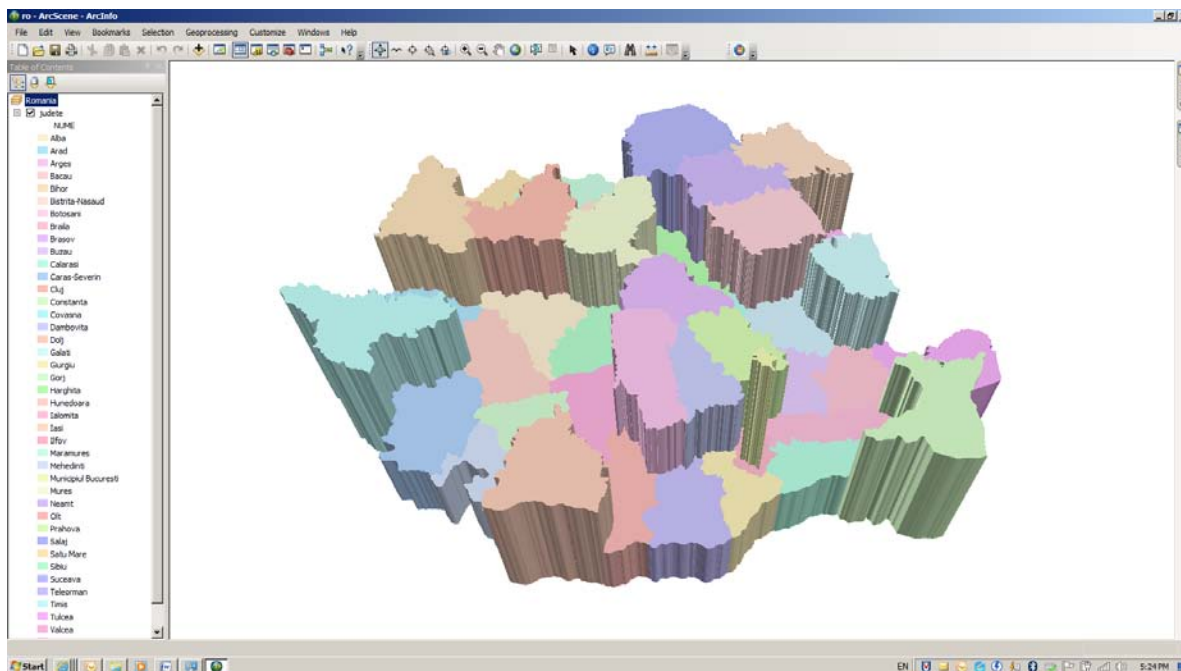 ro - ArcScene - ArcInfo
File Edit View Bookmarks Selection Geoprocessing Customize Windows Help
Table of Contents
Romania
judete
NUME
Alba
Arad
Arges
Bacau
Bihor
Bistrita-Nasaud
Botosani
Braila
Brasov
Buzau
Calarasi
Caras-Severin
Cluj
Constanta
Covasna
Dambovita
Dolj
Galati
Giurgiu
Gorj
Harghita
Hunedoara
Ialomita
Iasi
Ilfov
Maramures
Mehedinti
Municipiul Bucuresti
Mures
Neamt
Olt
Prahova
Salaj
Satu Mare
Sibiu
Suceava
Teleorman
Timis
Tulcea
Valcea
Start
EN
5:24 PM